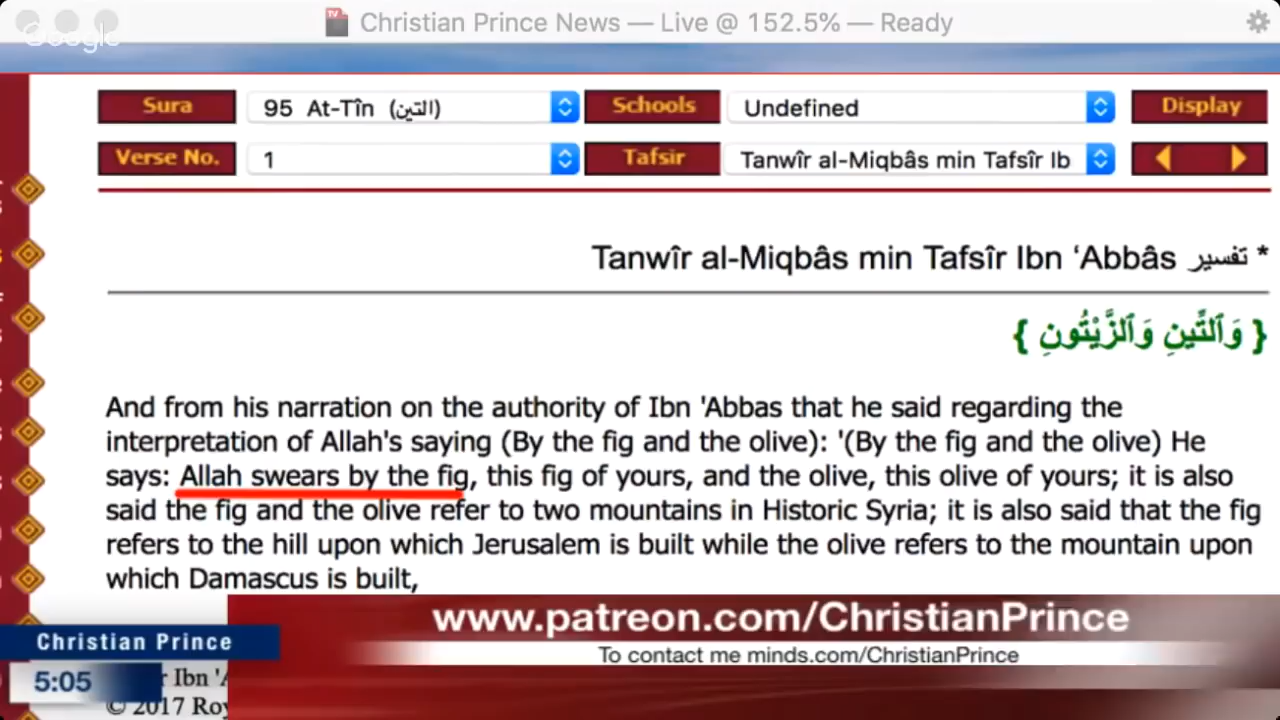 Christian Prince News — Live @ 152.5% — Ready
Google
Sura 95 At-Tîn (التين) Schools Undefined Display
Verse No. 1 Tafsir Tanwîr al-Miqbâs min Tafsîr Ib
Tanwîr al-Miqbâs min Tafsîr Ibn ‘Abbâs تفسير *
{ وَٱلتِّينِ وَٱلزَّيْتُونِ }
And from his narration on the authority of Ibn 'Abbas that he said regarding the
interpretation of Allah's saying (By the fig and the olive): '(By the fig and the olive) He
says: Allah swears by the fig, this fig of yours, and the olive, this olive of yours; it is also
said the fig and the olive refer to two mountains in Historic Syria; it is also said that the fig
refers to the hill upon which Jerusalem is built while the olive refers to the mountain upon
which Damascus is built,
www.patreon.com/ChristianPrince
Christian Prince
To contact me minds.com/ChristianPrince
5:05
Ibn
© 2017